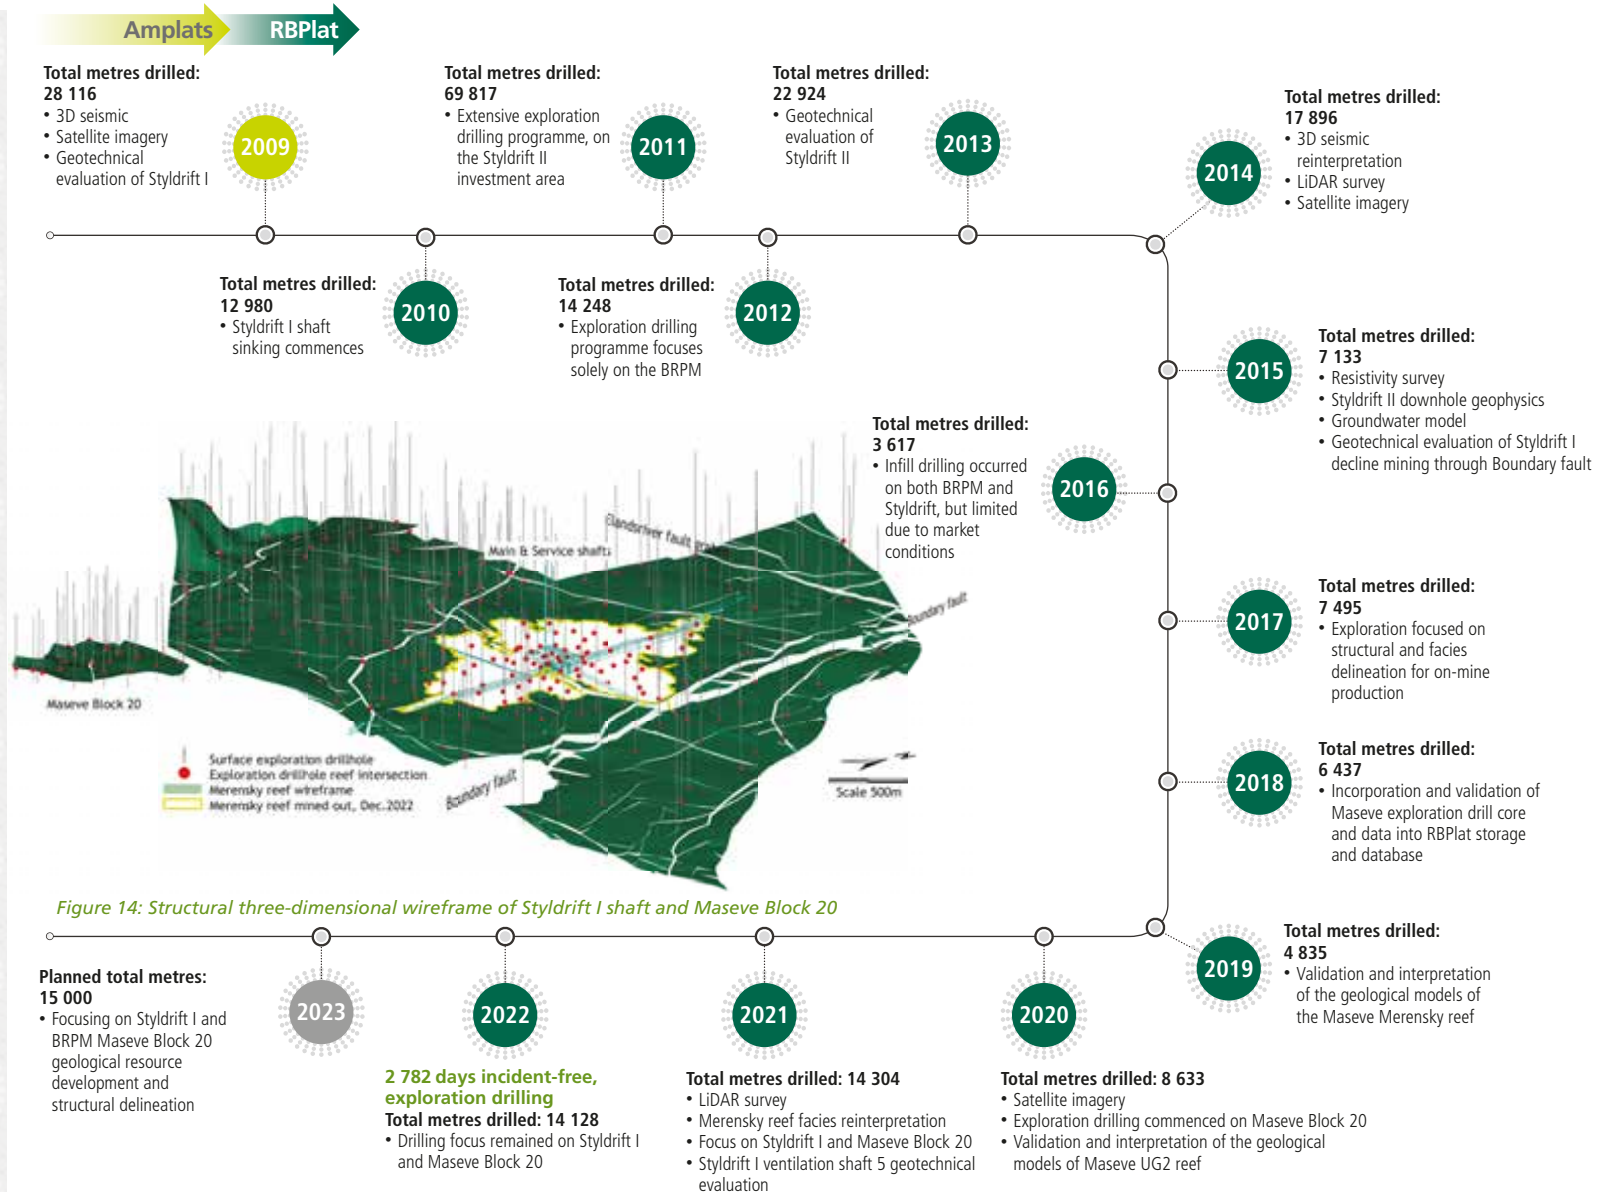 Amplats
RBPlat
Total metres drilled:
28 116
• 3D seismic
• Satellite imagery
• Geotechnical
evaluation of Styldrift I
2009
Total metres drilled:
69 817
• Extensive exploration
drilling programme, on
the Styldrift II
investment area
2011
Total metres drilled:
22 924
• Geotechnical
evaluation of
Styldrift II
2013
2014
Total metres drilled:
17 896
• 3D seismic
reinterpretation
• LiDAR survey
• Satellite imagery
Total metres drilled:
12 980
• Styldrift I shaft
sinking commences
2010
Total metres drilled:
14 248
• Exploration drilling
programme focuses
solely on the BRPM
2012
2015
Total metres drilled:
7 133
• Resistivity survey
• Styldrift II downhole geophysics
• Groundwater model
• Geotechnical evaluation of Styldrift I
decline mining through Boundary fault
Total metres drilled:
3 617
• Infill drilling occurred
on both BRPM and
Styldrift, but limited
due to market
conditions
2016
2017
Total metres drilled:
7 495
• Exploration focused on
structural and facies
delineation for on-mine
production
2018
Total metres drilled:
6 437
• Incorporation and validation of
Maseve exploration drill core
and data into RBPlat storage
and database
Elandsriver fault
Main & Service shafts
Boundary fault
Maseve Block 20
Surface exploration drillhole
Exploration drillhole reef intersection
Merensky reef wireframe
Merensky reef mined out, Dec.2022
Boundary fault
Scale 500m
Figure 14: Structural three-dimensional wireframe of Styldrift I shaft and Maseve Block 20
2019
Total metres drilled:
4 835
• Validation and interpretation
of the geological models of
the Maseve Merensky reef
Planned total metres:
15 000
• Focusing on Styldrift I and
BRPM Maseve Block 20
geological resource
development and
structural delineation
2023
2022
2 782 days incident-free,
exploration drilling
Total metres drilled: 14 128
• Drilling focus remained on Styldrift I
and Maseve Block 20
2021
Total metres drilled: 14 304
• LiDAR survey
• Merensky reef facies reinterpretation
• Focus on Styldrift I and Maseve Block 20
• Styldrift I ventilation shaft 5 geotechnical
evaluation
2020
Total metres drilled: 8 633
• Satellite imagery
• Exploration drilling commenced on Maseve Block 20
• Validation and interpretation of the geological
models of Maseve UG2 reef